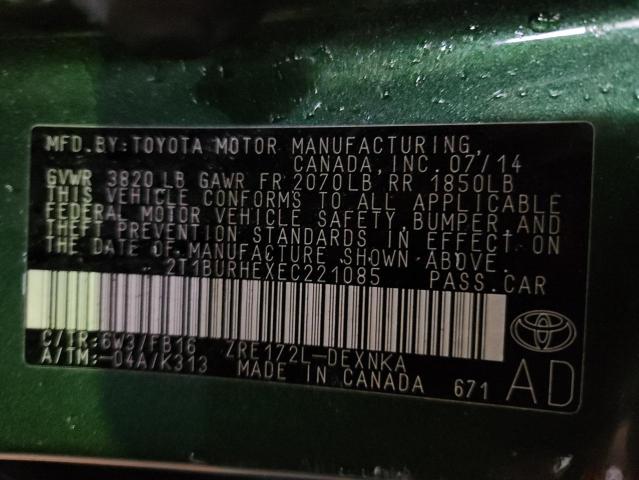 MFD.BY:TOYOTA MOTOR MANUFACTURING,
CANADA,INC.07/14
GVWR 3820 LB GAWR FR 2070LB RR 1850LB
THIS VEHICLE CONFORMS TO ALL APPLICABLE
FEDERAL MOTOR VEHICLE SAFETY,BUMPER,AND
THEFT PREVENTION STANDARDS IN EFFECT ON
THE DATE OF MANUFACTURE SHOWN ABOVE.
2T1BURHEXEC221085 PASS.CAR
C/TR:6W3/FB16 ZRE172L-DEXNKA
A/TM:-04A/K313 MADE IN CANADA 671 AD